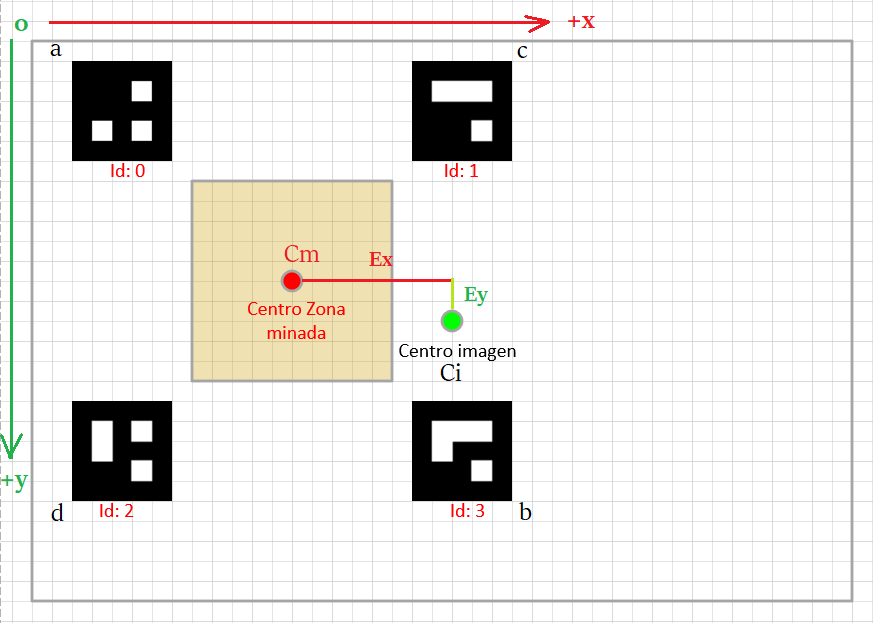 o
+x
a
c
Id: 0
Id: 1
Cm
Ex
Ey
Centro Zona
minada
Centro imagen
Ci
+y
d
Id: 2
Id: 3
b